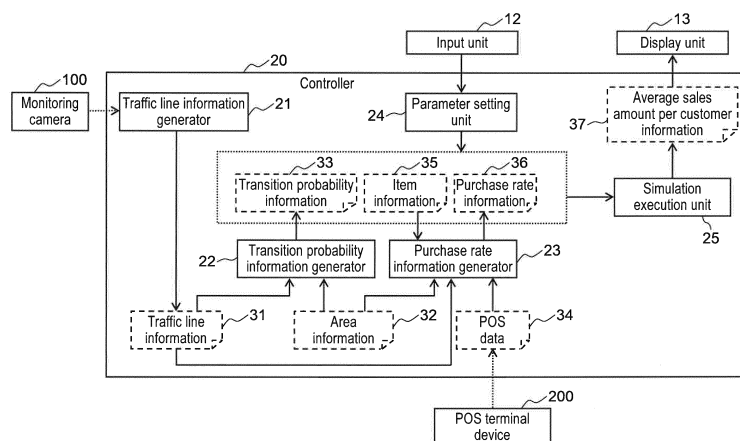 12
Input unit
13
Display unit
20
Controller
100
Monitoring
camera
Traffic line information
generator
21
24
Parameter setting
unit
37
Average sales
amount per customer
information
33
Transition probability
information
35
Item
information
36
Purchase rate
information
Simulation
execution unit
25
22
Transition probability
information generator
Purchase rate
information generator
23
Traffic line
information
31
Area
information
32
POS
data
34
200
POS terminal
device